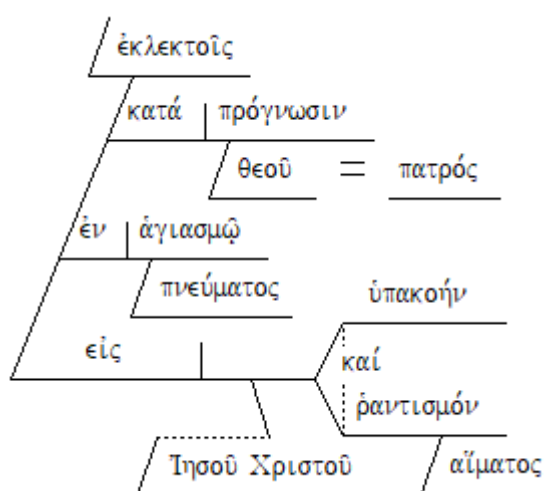 ἐκλεκτοῖς
κατά πρόγνωσιν
θεοῦ = πατρός
ἐν ἁγιασμῷ
πνεύματος
ὑπακοήν
εἰς
καί
ῥαντισμόν
Ἰησοῦ Χριστοῦ αἵματος